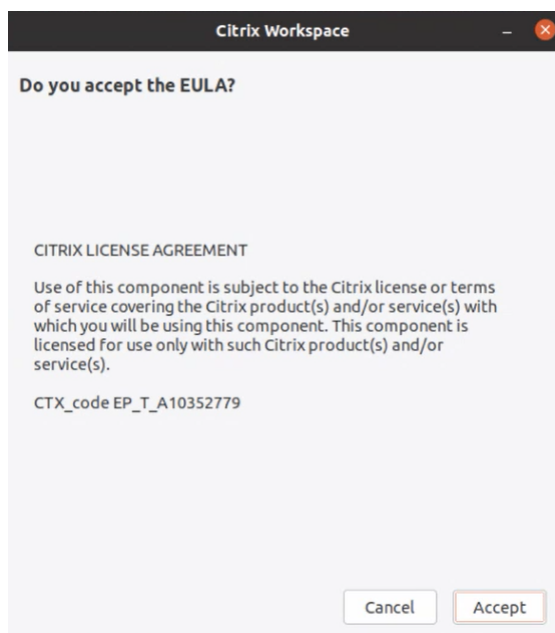 Citrix Workspace
Do you accept the EULA?
CITRIX LICENSE AGREEMENT
Use of this component is subject to the Citrix license or terms
of service covering the Citrix product(s) and/or service(s) with
which you will be using this component. This component is
licensed for use only with such Citrix product(s) and/or
service(s).
CTX_code EP_T_A10352779
Cancel
Accept